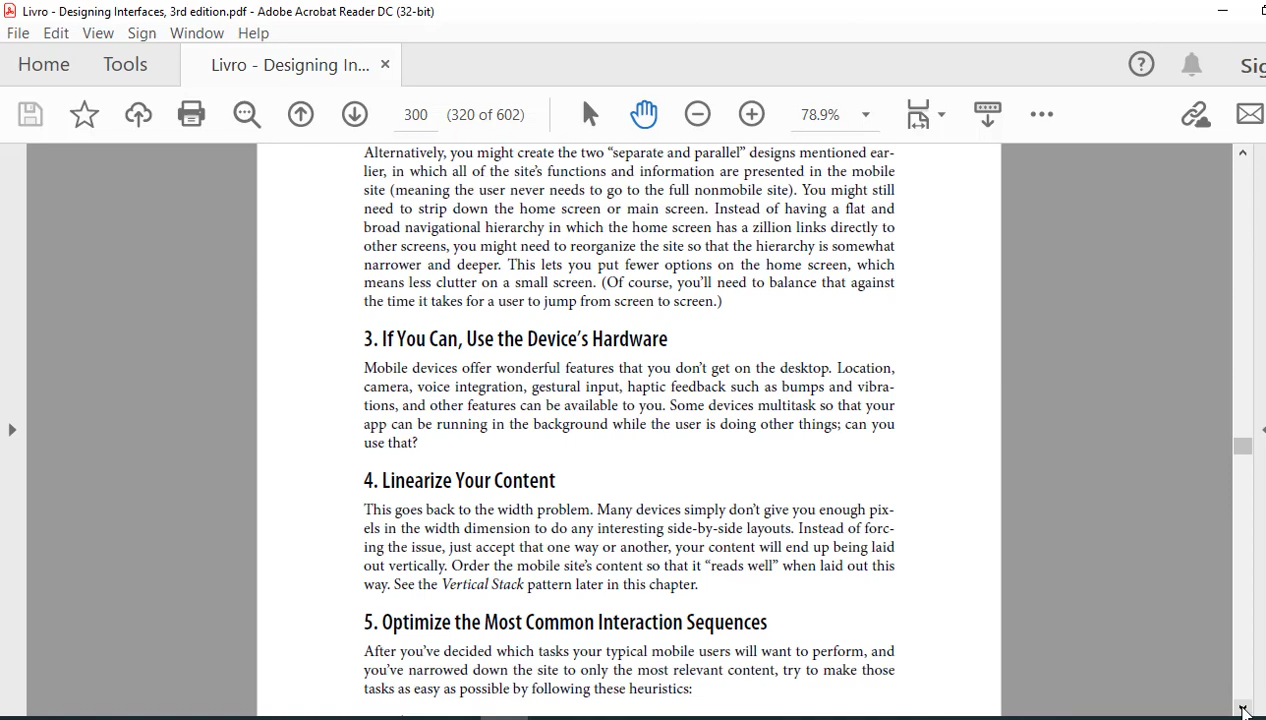 Livro - Designing Interfaces, 3rd edition.pdf - Adobe Acrobat Reader DC (32-bit)
File Edit View Sign Window Help
Home Tools Livro - Designing In... × Sig
300 (320 of 602) 78.9%
Alternatively, you might create the two “separate and parallel” designs mentioned ear-
lier, in which all of the site’s functions and information are presented in the mobile
site (meaning the user never needs to go to the full nonmobile site). You might still
need to strip down the home screen or main screen. Instead of having a flat and
broad navigational hierarchy in which the home screen has a zillion links directly to
other screens, you might need to reorganize the site so that the hierarchy is somewhat
narrower and deeper. This lets you put fewer options on the home screen, which
means less clutter on a small screen. (Of course, you’ll need to balance that against
the time it takes for a user to jump from screen to screen.)
3. If You Can, Use the Device’s Hardware
Mobile devices offer wonderful features that you don’t get on the desktop. Location,
camera, voice integration, gestural input, haptic feedback such as bumps and vibra-
tions, and other features can be available to you. Some devices multitask so that your
app can be running in the background while the user is doing other things; can you
use that?
4. Linearize Your Content
This goes back to the width problem. Many devices simply don’t give you enough pix-
els in the width dimension to do any interesting side-by-side layouts. Instead of forc-
ing the issue, just accept that one way or another, your content will end up being laid
out vertically. Order the mobile site’s content so that it “reads well” when laid out this
way. See the Vertical Stack pattern later in this chapter.
5. Optimize the Most Common Interaction Sequences
After you’ve decided which tasks your typical mobile users will want to perform, and
you’ve narrowed down the site to only the most relevant content, try to make those
tasks as easy as possible by following these heuristics: